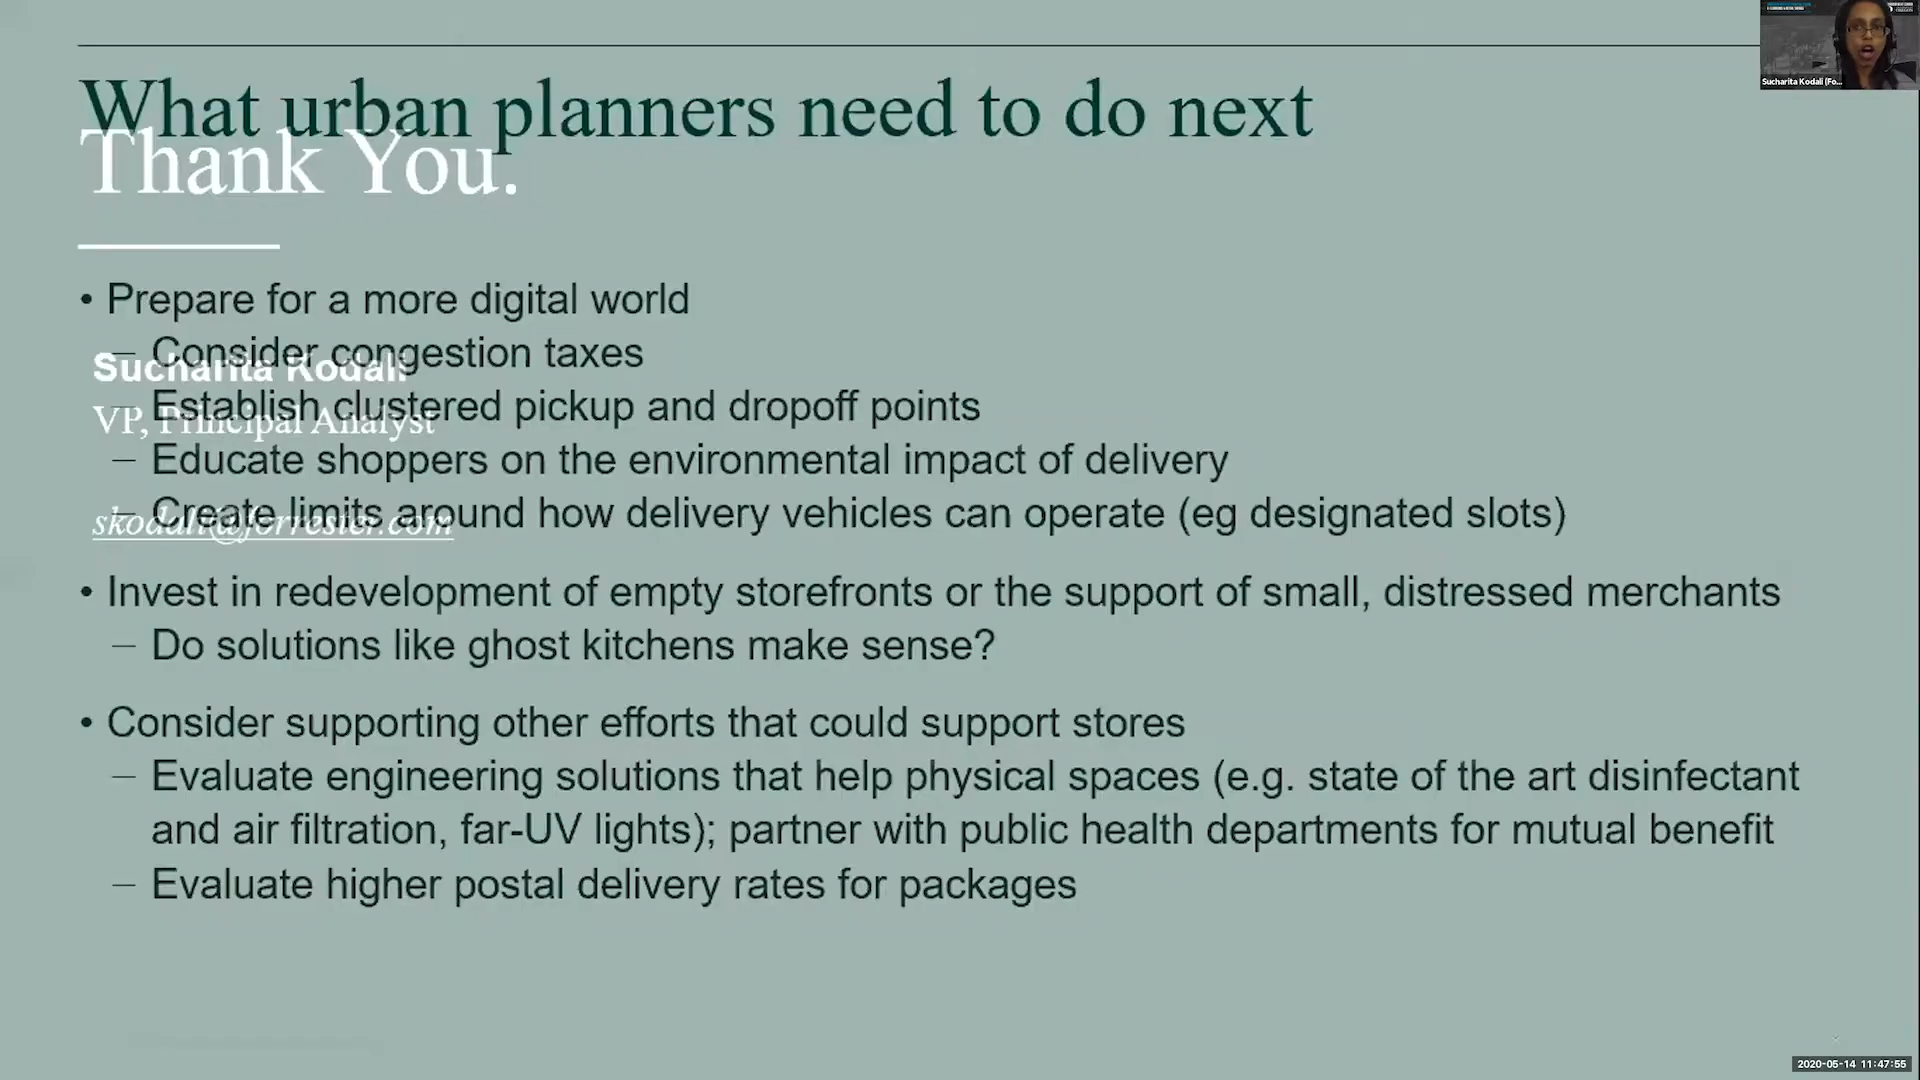 What urban planners need to do next
Thank You.
• Prepare for a more digital world
– Consider congestion taxes
Sucharita Kodali
– Establish clustered pickup and dropoff points
VP, Principal Analyst
– Educate shoppers on the environmental impact of delivery
– Create limits around how delivery vehicles can operate (eg designated slots)
skodali@forrester.com
• Invest in redevelopment of empty storefronts or the support of small, distressed merchants
– Do solutions like ghost kitchens make sense?
• Consider supporting other efforts that could support stores
– Evaluate engineering solutions that help physical spaces (e.g. state of the art disinfectant
and air filtration, far-UV lights); partner with public health departments for mutual benefit
– Evaluate higher postal delivery rates for packages
Sucharita Kodali (Fo...
2020-05-14 11:47:55